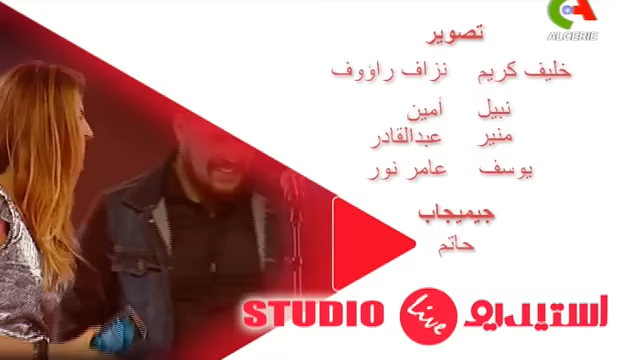 ALGERIE
تصوير
خليف كريم نزاف راؤوف
نبيل أمين
منير عبدالقادر
يوسف عامر نور
جيميجاب
حاتم
STUDIO live استيديو